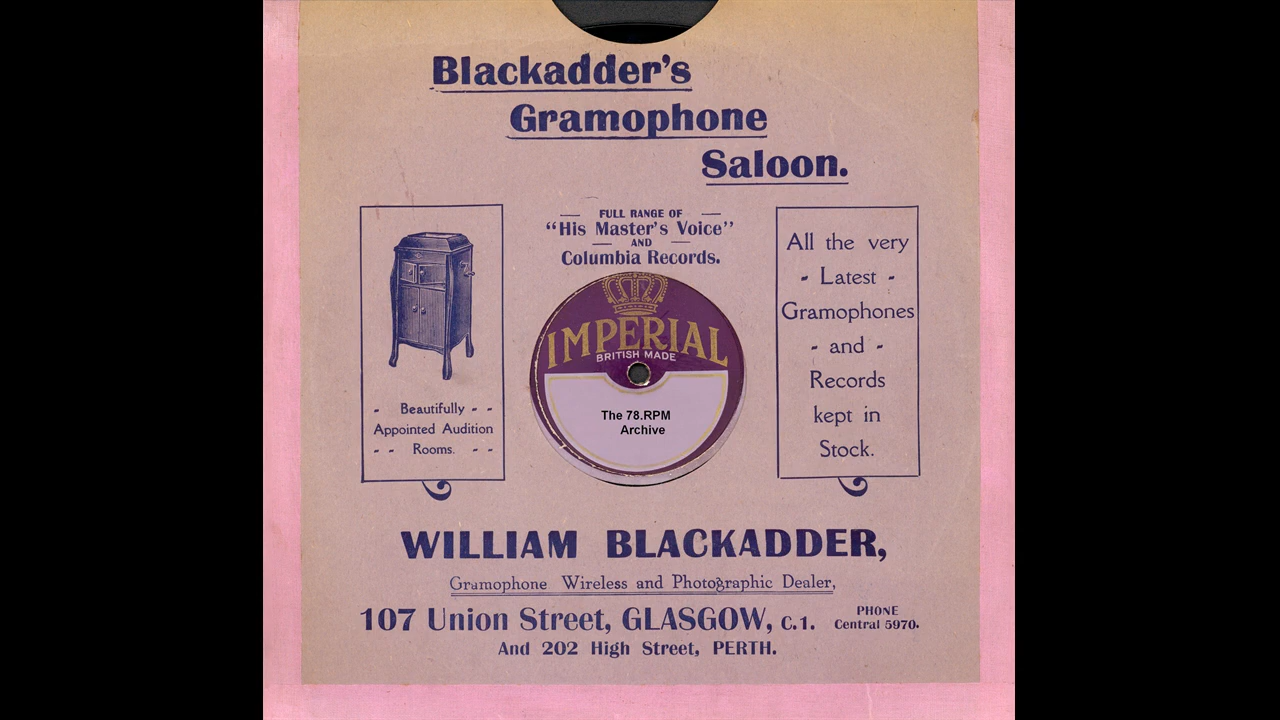 Blackadder's
Gramophone
Saloon.
FULL RANGE OF
"His Master's Voice"
AND
Columbia Records.
- Beautifully - -
Appointed Audition
- - Rooms. - -
IMPERIAL
BRITISH MADE
The 78.RPM
Archive
All the very
- Latest -
Gramophones
- and -
Records
kept in
Stock.
WILLIAM BLACKADDER,
Gramophone Wireless and Photographic Dealer,
107 Union Street, GLASGOW, C.1.
PHONE
Central 5970.
And 202 High Street, PERTH.